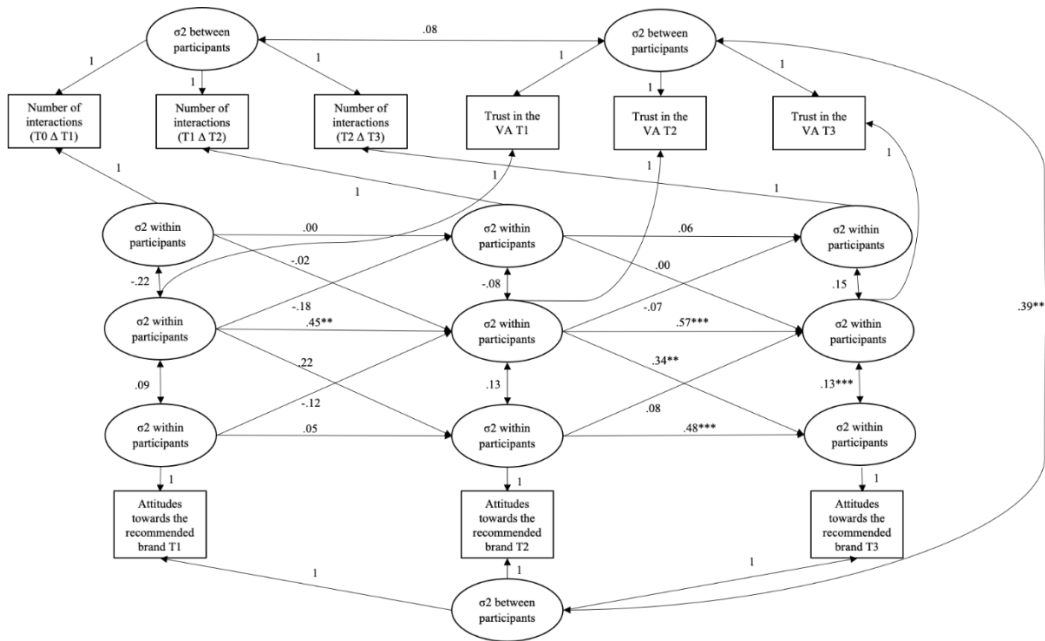 σ2 between
participants
.08
σ2 between
participants
1
1
1
1
1
1
Number of
interactions
(T0 Δ T1)
Number of
interactions
(T1 Δ T2)
Number of
interactions
(T2 Δ T3)
Trust in the
VA T1
Trust in the
VA T2
Trust in the
VA T3
1
1
1
1
1
1
σ2 within
participants
.00
σ2 within
participants
.06
σ2 within
participants
-.02
.00
-.22
-.08
.15
-.18
-.07
.39**
σ2 within
participants
.45**
σ2 within
participants
.57***
σ2 within
participants
.22
.34**
.09
.13
.13***
-.12
.08
σ2 within
participants
.05
σ2 within
participants
.48***
σ2 within
participants
1
1
1
Attitudes
towards the
recommended
brand T1
Attitudes
towards the
recommended
brand T2
Attitudes
towards the
recommended
brand T3
1
1
1
σ2 between
participants